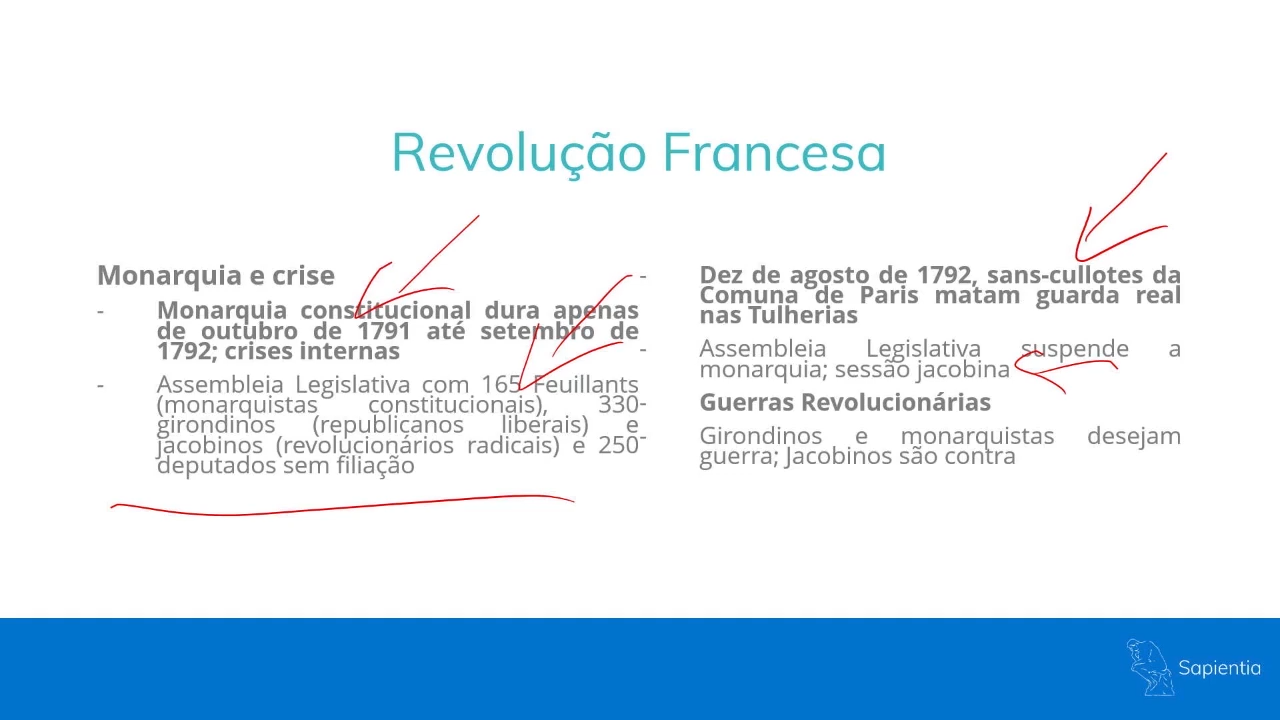 Revolução Francesa
Monarquia e crise
- Monarquia constitucional dura apenas
de outubro de 1791 até setembro de
1792; crises internas
- Assembleia Legislativa com 165 Feuillants
(monarquistas constitucionais), 330
girondinos (republicanos liberais) e
jacobinos (revolucionários radicais) e 250
deputados sem filiação
- Dez de agosto de 1792, sans-cullotes da
Comuna de Paris matam guarda real
nas Tulherias
- Assembleia Legislativa suspende a
monarquia; sessão jacobina
- Guerras Revolucionárias
- Girondinos e monarquistas desejam
guerra; Jacobinos são contra
Sapientia